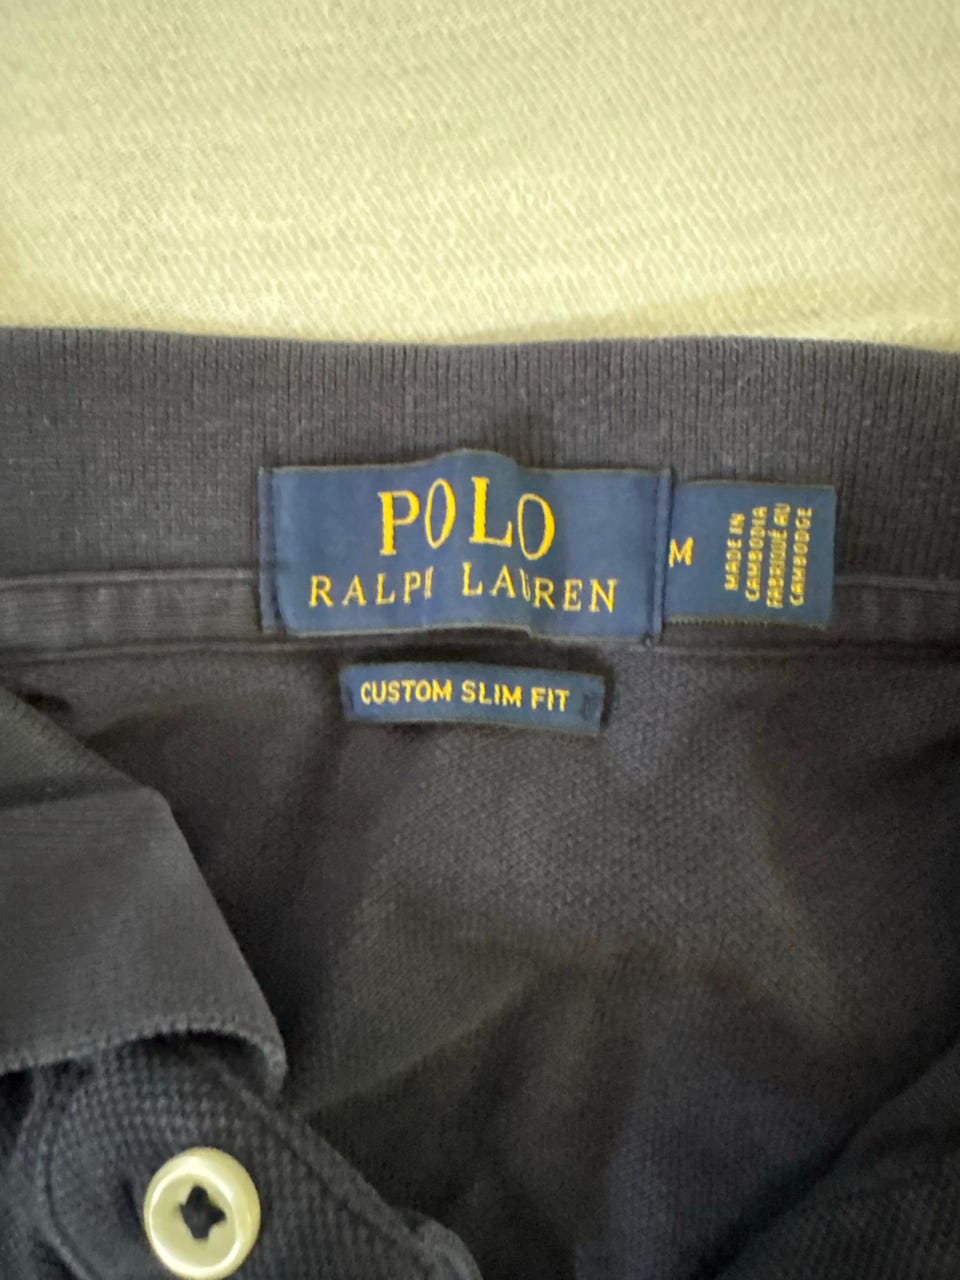 POLO
RALPH LAUREN
M
MADE IN
CAMBODIA
FABRIQUÉ AU
CAMBODGE
CUSTOM SLIM FIT